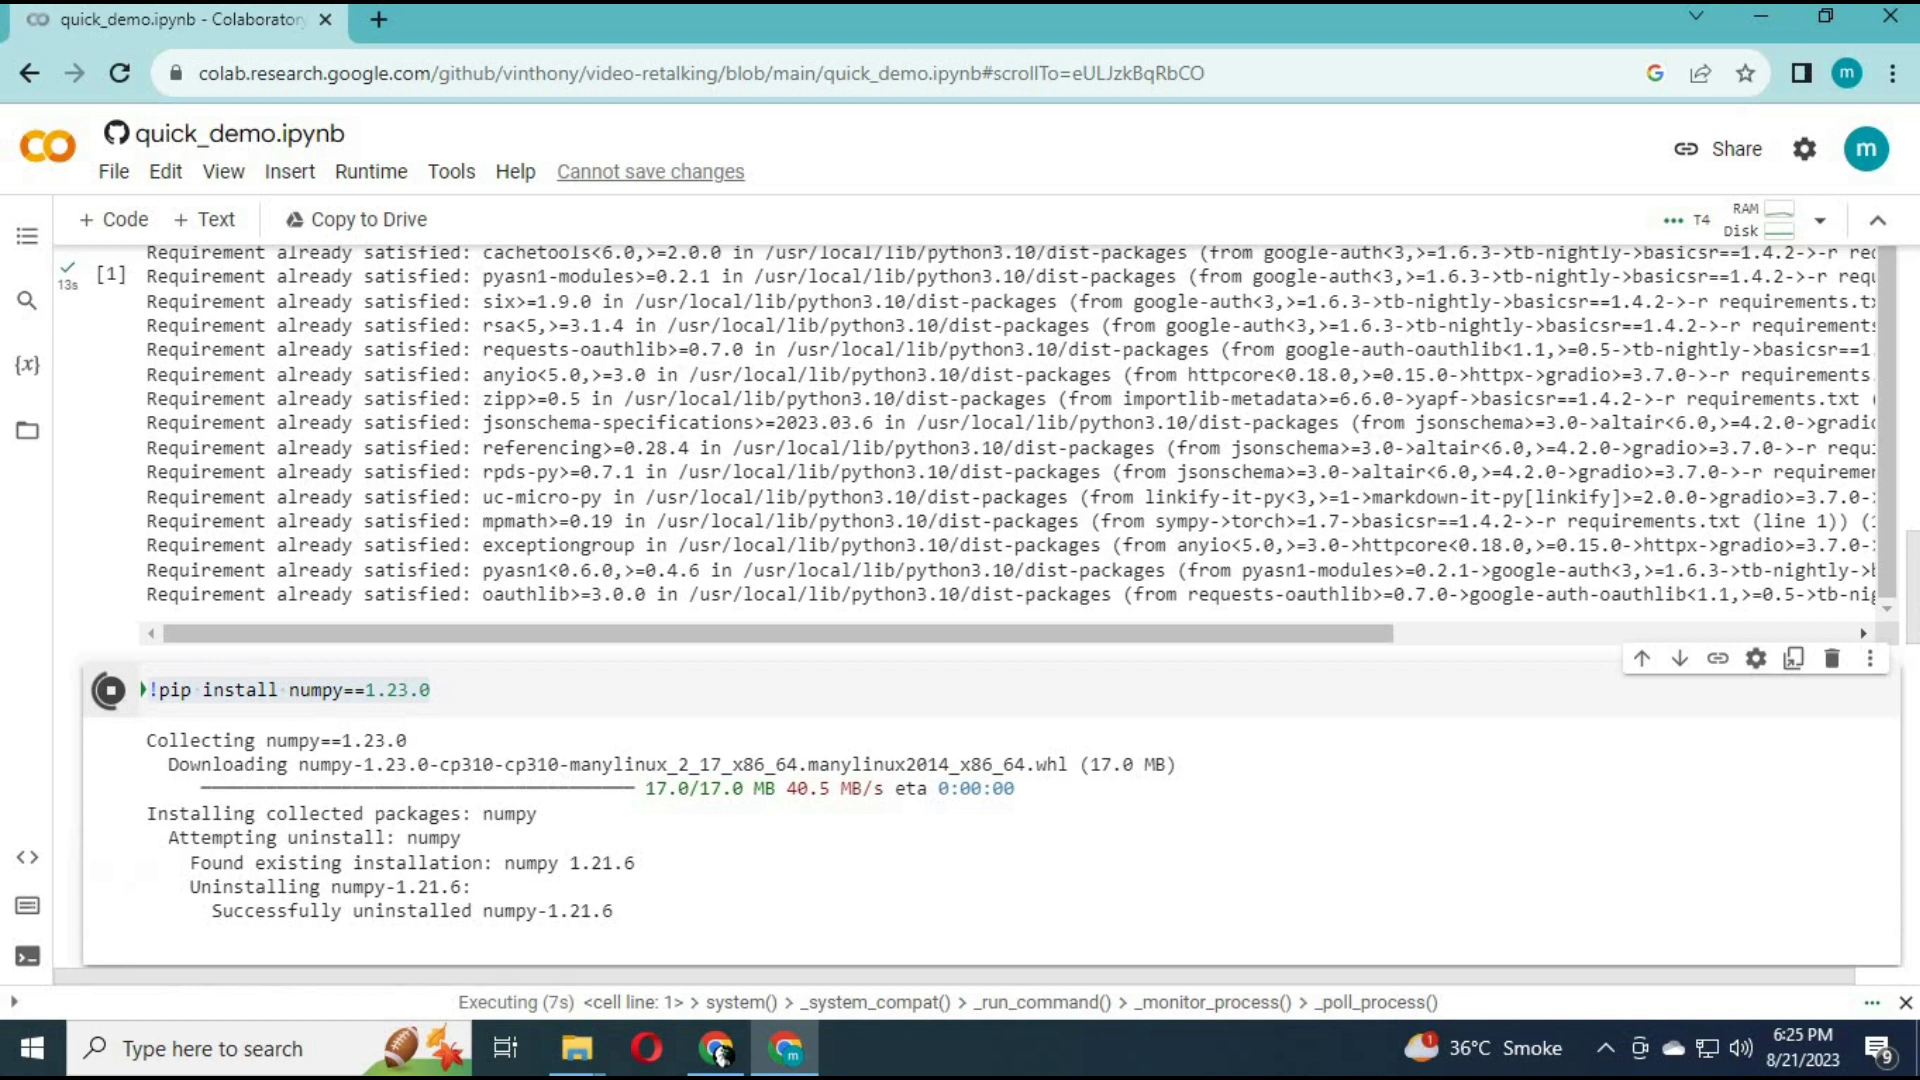 quick_demo.ipynb - Colaborator
colab.research.google.com/github/vinthony/video-retalking/blob/main/quick_demo.ipynb#scrollTo=eULJzkBqRbCO
m
quick_demo.ipynb
File Edit View Insert Runtime Tools Help Cannot save changes
Share
m
+ Code + Text Copy to Drive
T4 RAM Disk
[1]
13s
Requirement already satisfied: cachetools<6.0,>=2.0.0 in /usr/local/lib/python3.10/dist-packages (from google-auth<3,>=1.6.3->tb-nightly->basicsr==1.4.2->-r rec
Requirement already satisfied: pyasn1-modules>=0.2.1 in /usr/local/lib/python3.10/dist-packages (from google-auth<3,>=1.6.3->tb-nightly->basicsr==1.4.2->-r requ
Requirement already satisfied: six>=1.9.0 in /usr/local/lib/python3.10/dist-packages (from google-auth<3,>=1.6.3->tb-nightly->basicsr==1.4.2->-r requirements.tx
Requirement already satisfied: rsa<5,>=3.1.4 in /usr/local/lib/python3.10/dist-packages (from google-auth<3,>=1.6.3->tb-nightly->basicsr==1.4.2->-r requirements
Requirement already satisfied: requests-oauthlib>=0.7.0 in /usr/local/lib/python3.10/dist-packages (from google-auth-oauthlib<1.1,>=0.5->tb-nightly->basicsr==1.
Requirement already satisfied: anyio<5.0,>=3.0 in /usr/local/lib/python3.10/dist-packages (from httpcore<0.18.0,>=0.15.0->httpx->gradio>=3.7.0->-r requirements.
Requirement already satisfied: zipp>=0.5 in /usr/local/lib/python3.10/dist-packages (from importlib-metadata>=6.6.0->yapf->basicsr==1.4.2->-r requirements.txt (
Requirement already satisfied: jsonschema-specifications>=2023.03.6 in /usr/local/lib/python3.10/dist-packages (from jsonschema>=3.0->altair<6.0,>=4.2.0->gradio
Requirement already satisfied: referencing>=0.28.4 in /usr/local/lib/python3.10/dist-packages (from jsonschema>=3.0->altair<6.0,>=4.2.0->gradio>=3.7.0->-r requi
Requirement already satisfied: rpds-py>=0.7.1 in /usr/local/lib/python3.10/dist-packages (from jsonschema>=3.0->altair<6.0,>=4.2.0->gradio>=3.7.0->-r requiremen
Requirement already satisfied: uc-micro-py in /usr/local/lib/python3.10/dist-packages (from linkify-it-py<3,>=1->markdown-it-py[linkify]>=2.0.0->gradio>=3.7.0->
Requirement already satisfied: mpmath>=0.19 in /usr/local/lib/python3.10/dist-packages (from sympy->torch>=1.7->basicsr==1.4.2->-r requirements.txt (line 1)) (1
Requirement already satisfied: exceptiongroup in /usr/local/lib/python3.10/dist-packages (from anyio<5.0,>=3.0->httpcore<0.18.0,>=0.15.0->httpx->gradio>=3.7.0->
Requirement already satisfied: pyasn1<0.6.0,>=0.4.6 in /usr/local/lib/python3.10/dist-packages (from pyasn1-modules>=0.2.1->google-auth<3,>=1.6.3->tb-nightly->b
Requirement already satisfied: oauthlib>=3.0.0 in /usr/local/lib/python3.10/dist-packages (from requests-oauthlib>=0.7.0->google-auth-oauthlib<1.1,>=0.5->tb-nig
!pip install numpy==1.23.0
Collecting numpy==1.23.0
Downloading numpy-1.23.0-cp310-cp310-manylinux_2_17_x86_64.manylinux2014_x86_64.whl (17.0 MB)
17.0/17.0 MB 40.5 MB/s eta 0:00:00
Installing collected packages: numpy
Attempting uninstall: numpy
Found existing installation: numpy 1.21.6
Uninstalling numpy-1.21.6:
Successfully uninstalled numpy-1.21.6
Executing (7s) <cell line: 1> > system() > _system_compat() > _run_command() > _monitor_process() > _poll_process()
Type here to search
36°C Smoke
6:25 PM
8/21/2023
9